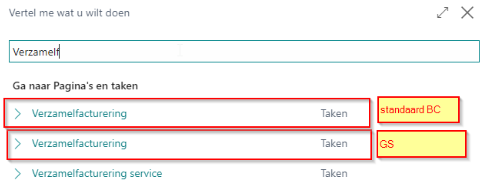 Vertel me wat u wilt doen
Verzamelf
Ga naar Pagina's en taken
Verzamelfacturering Taken standaard BC
Verzamelfacturering Taken GS
Verzamelfacturering service Taken